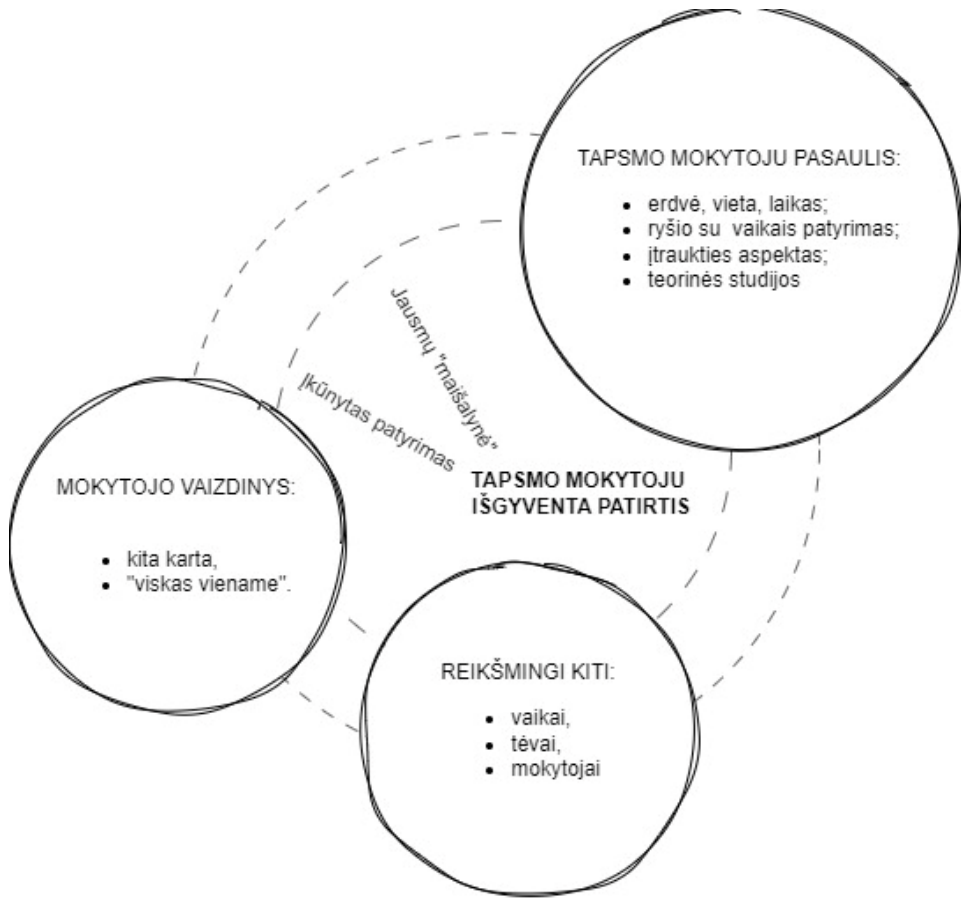 TAPSMO MOKYTOJU PASAULIS:
• erdvė, vieta, laikas;
• ryšio su vaikais patyrimas;
• įtraukties aspektas;
• teorinės studijos
Jausmų "maišalynė"
Įkūnytas patyrimas
TAPSMO MOKYTOJU
IŠGYVENTA PATIRTIS
MOKYTOJO VAIZDINYS:
• kita karta,
• "viskas viename".
REIKŠMINGI KITI:
• vaikai,
• tėvai,
• mokytojai